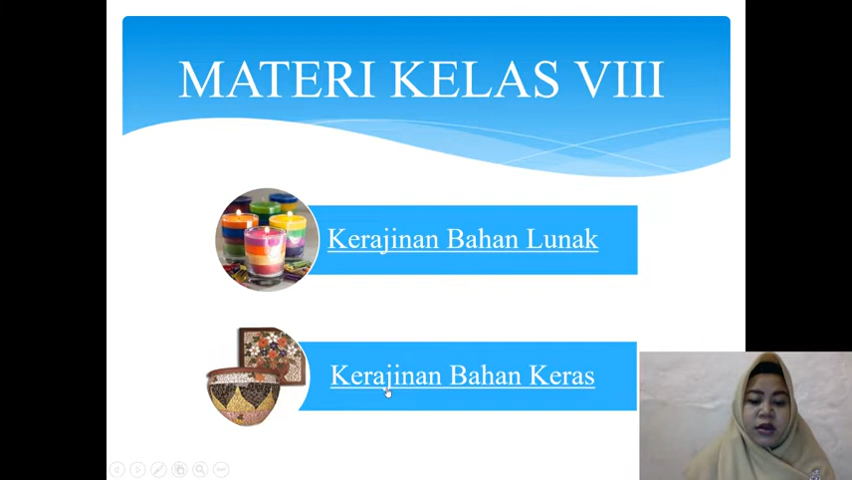 MATERI KELAS VIII
Kerajinan Bahan Lunak
Kerajinan Bahan Keras